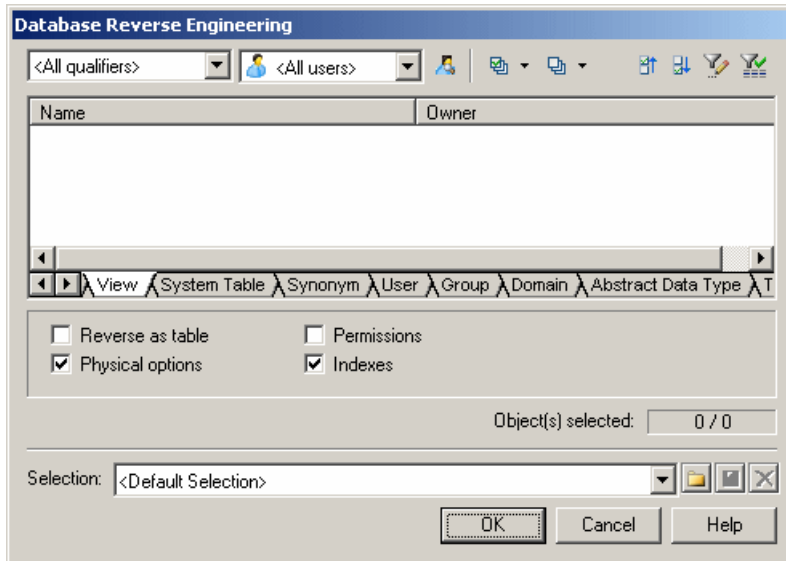 Database Reverse Engineering
<All qualifiers> <All users>
Name Owner
View System Table Synonym User Group Domain Abstract Data Type T
Reverse as table Permissions
Physical options Indexes
Object(s) selected: 0 / 0
Selection: <Default Selection>
OK Cancel Help